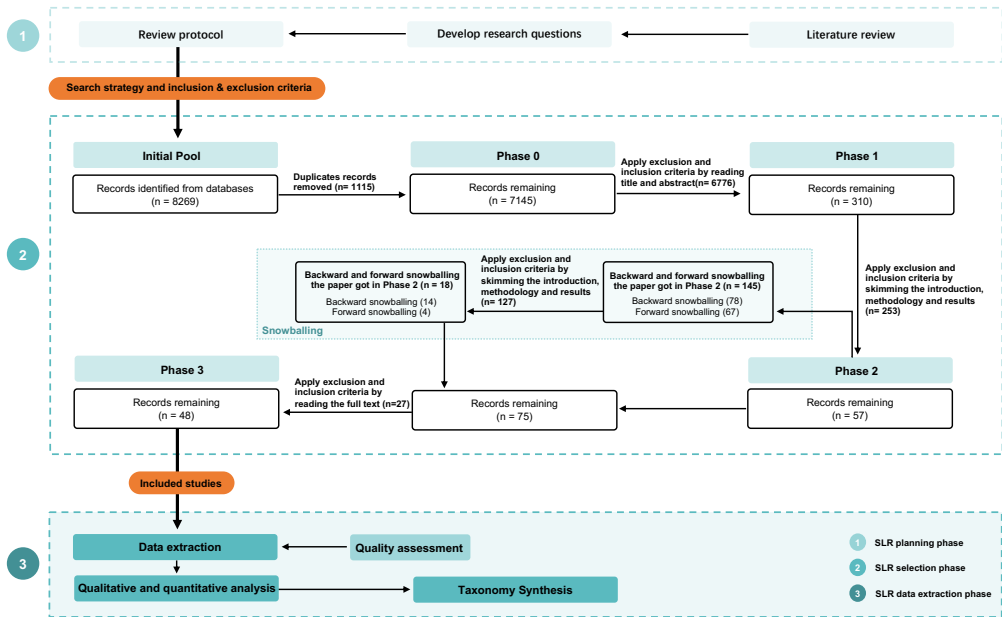 1
Review protocol
Develop research questions
Literature review
Search strategy and inclusion & exclusion criteria
2
Initial Pool
Records identified from databases
(n = 8269)
Duplicates records
removed (n= 1115)
Phase 0
Records remaining
(n = 7145)
Apply exclusion and
inclusion criteria by reading
title and abstract(n= 6776)
Phase 1
Records remaining
(n = 310)
Apply exclusion and
inclusion criteria by
skimming the introduction,
methodology and results
(n= 253)
Backward and forward snowballing
the paper got in Phase 2 (n = 18)
Backward snowballing (14)
Forward snowballing (4)
Apply exclusion and
inclusion criteria by
skimming the introduction,
methodology and results
(n= 127)
Backward and forward snowballing
the paper got in Phase 2 (n = 145)
Backward snowballing (78)
Forward snowballing (67)
Snowballing
Phase 3
Records remaining
(n = 48)
Apply exclusion and
inclusion criteria by
reading the full text (n=27)
Records remaining
(n = 75)
Phase 2
Records remaining
(n = 57)
Included studies
3
Data extraction
Quality assessment
Qualitative and quantitative analysis
Taxonomy Synthesis
1 SLR planning phase
2 SLR selection phase
3 SLR data extraction phase